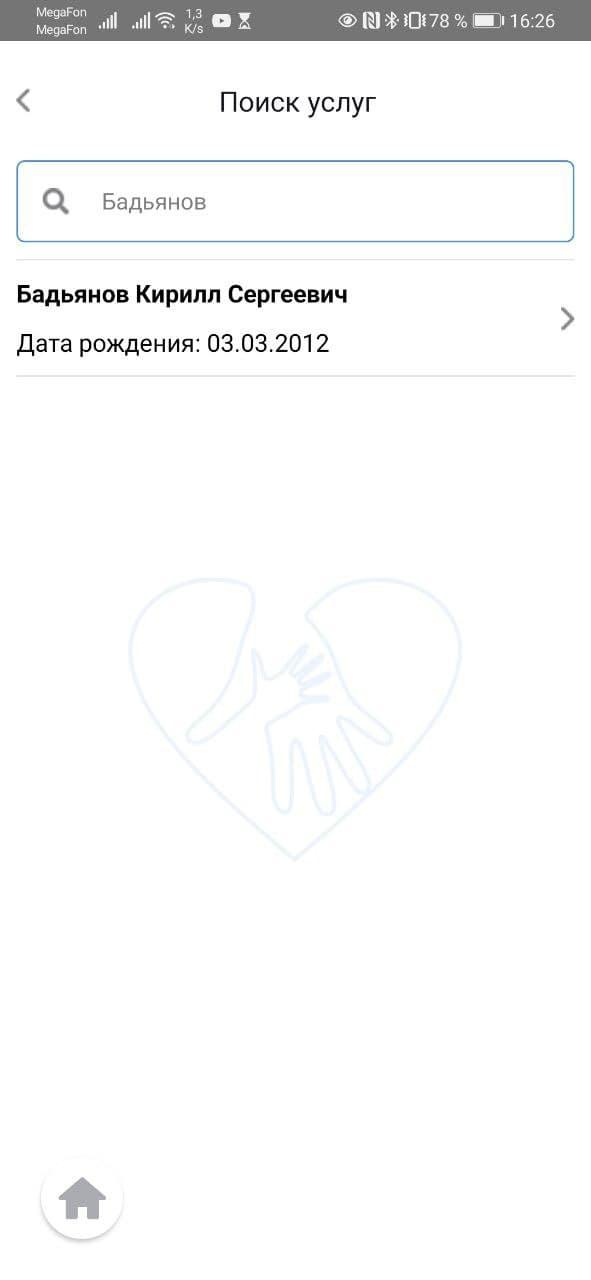 MegaFon
MegaFon
1,3
K/s
78 %
16:26
Поиск услуг
Бадьянов
Бадьянов Кирилл Сергеевич
Дата рождения: 03.03.2012